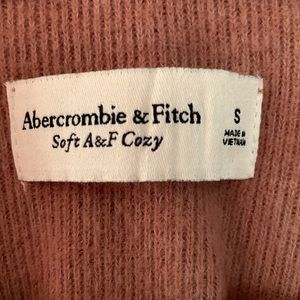 Abercrombie & Fitch
Soft A&F Cozy
S
MADE IN
VIETNAM